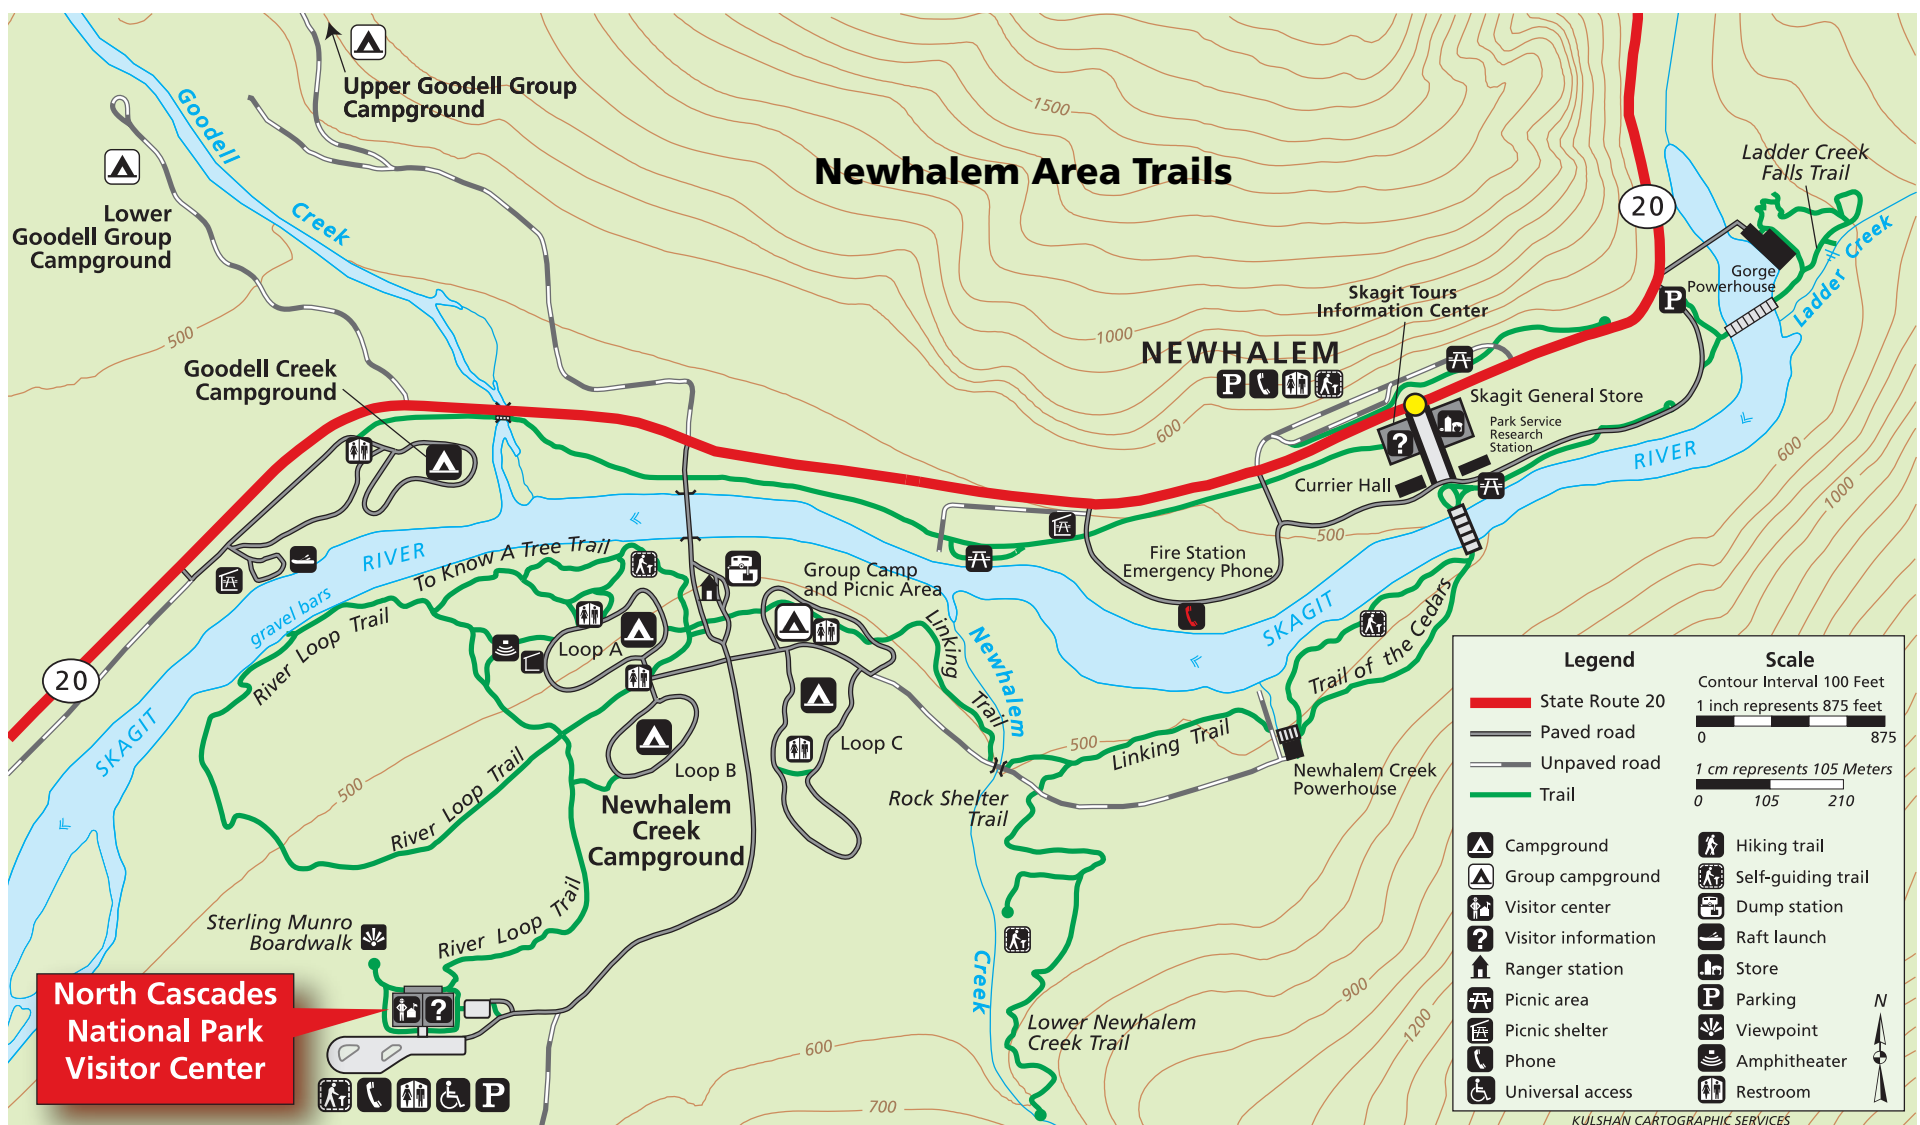 Newhalem Area Trails
Upper Goodell Group
Campground
Goodell
Creek
Lower
Goodell Group
Campground
500
Goodell Creek
Campground
1500
1000
600
20
Ladder Creek
Falls Trail
Ladder Creek
Gorge
Powerhouse
P
Skagit Tours
Information Center
NEWHALEM
P
?
Skagit General Store
Park Service
Research
Station
Currier Hall
RIVER
600
1000
500
Fire Station
Emergency Phone
SKAGIT
Trail of the Cedars
RIVER
To Know A Tree Trail
gravel bars
River Loop Trail
Group Camp
and Picnic Area
Linking
Trail
Newhalem
Loop A
20
SKAGIT
500
River Loop Trail
Loop B
Loop C
Newhalem
Creek
Campground
500
Linking Trail
Newhalem Creek
Powerhouse
Rock Shelter
Trail
Creek
Lower Newhalem
Creek Trail
River Loop Trail
Sterling Munro
Boardwalk
?
North Cascades
National Park
Visitor Center
P
600
700
900
1200
Legend
State Route 20
Paved road
Unpaved road
Trail
Scale
Contour Interval 100 Feet
1 inch represents 875 feet
0 875
1 cm represents 105 Meters
0 105 210
Campground
Group campground
Visitor center
? Visitor information
Ranger station
Picnic area
Picnic shelter
Phone
Universal access
Hiking trail
Self-guiding trail
Dump station
Raft launch
Store
P Parking
Viewpoint
Amphitheater
Restroom
N
KULSHAN CARTOGRAPHIC SERVICES